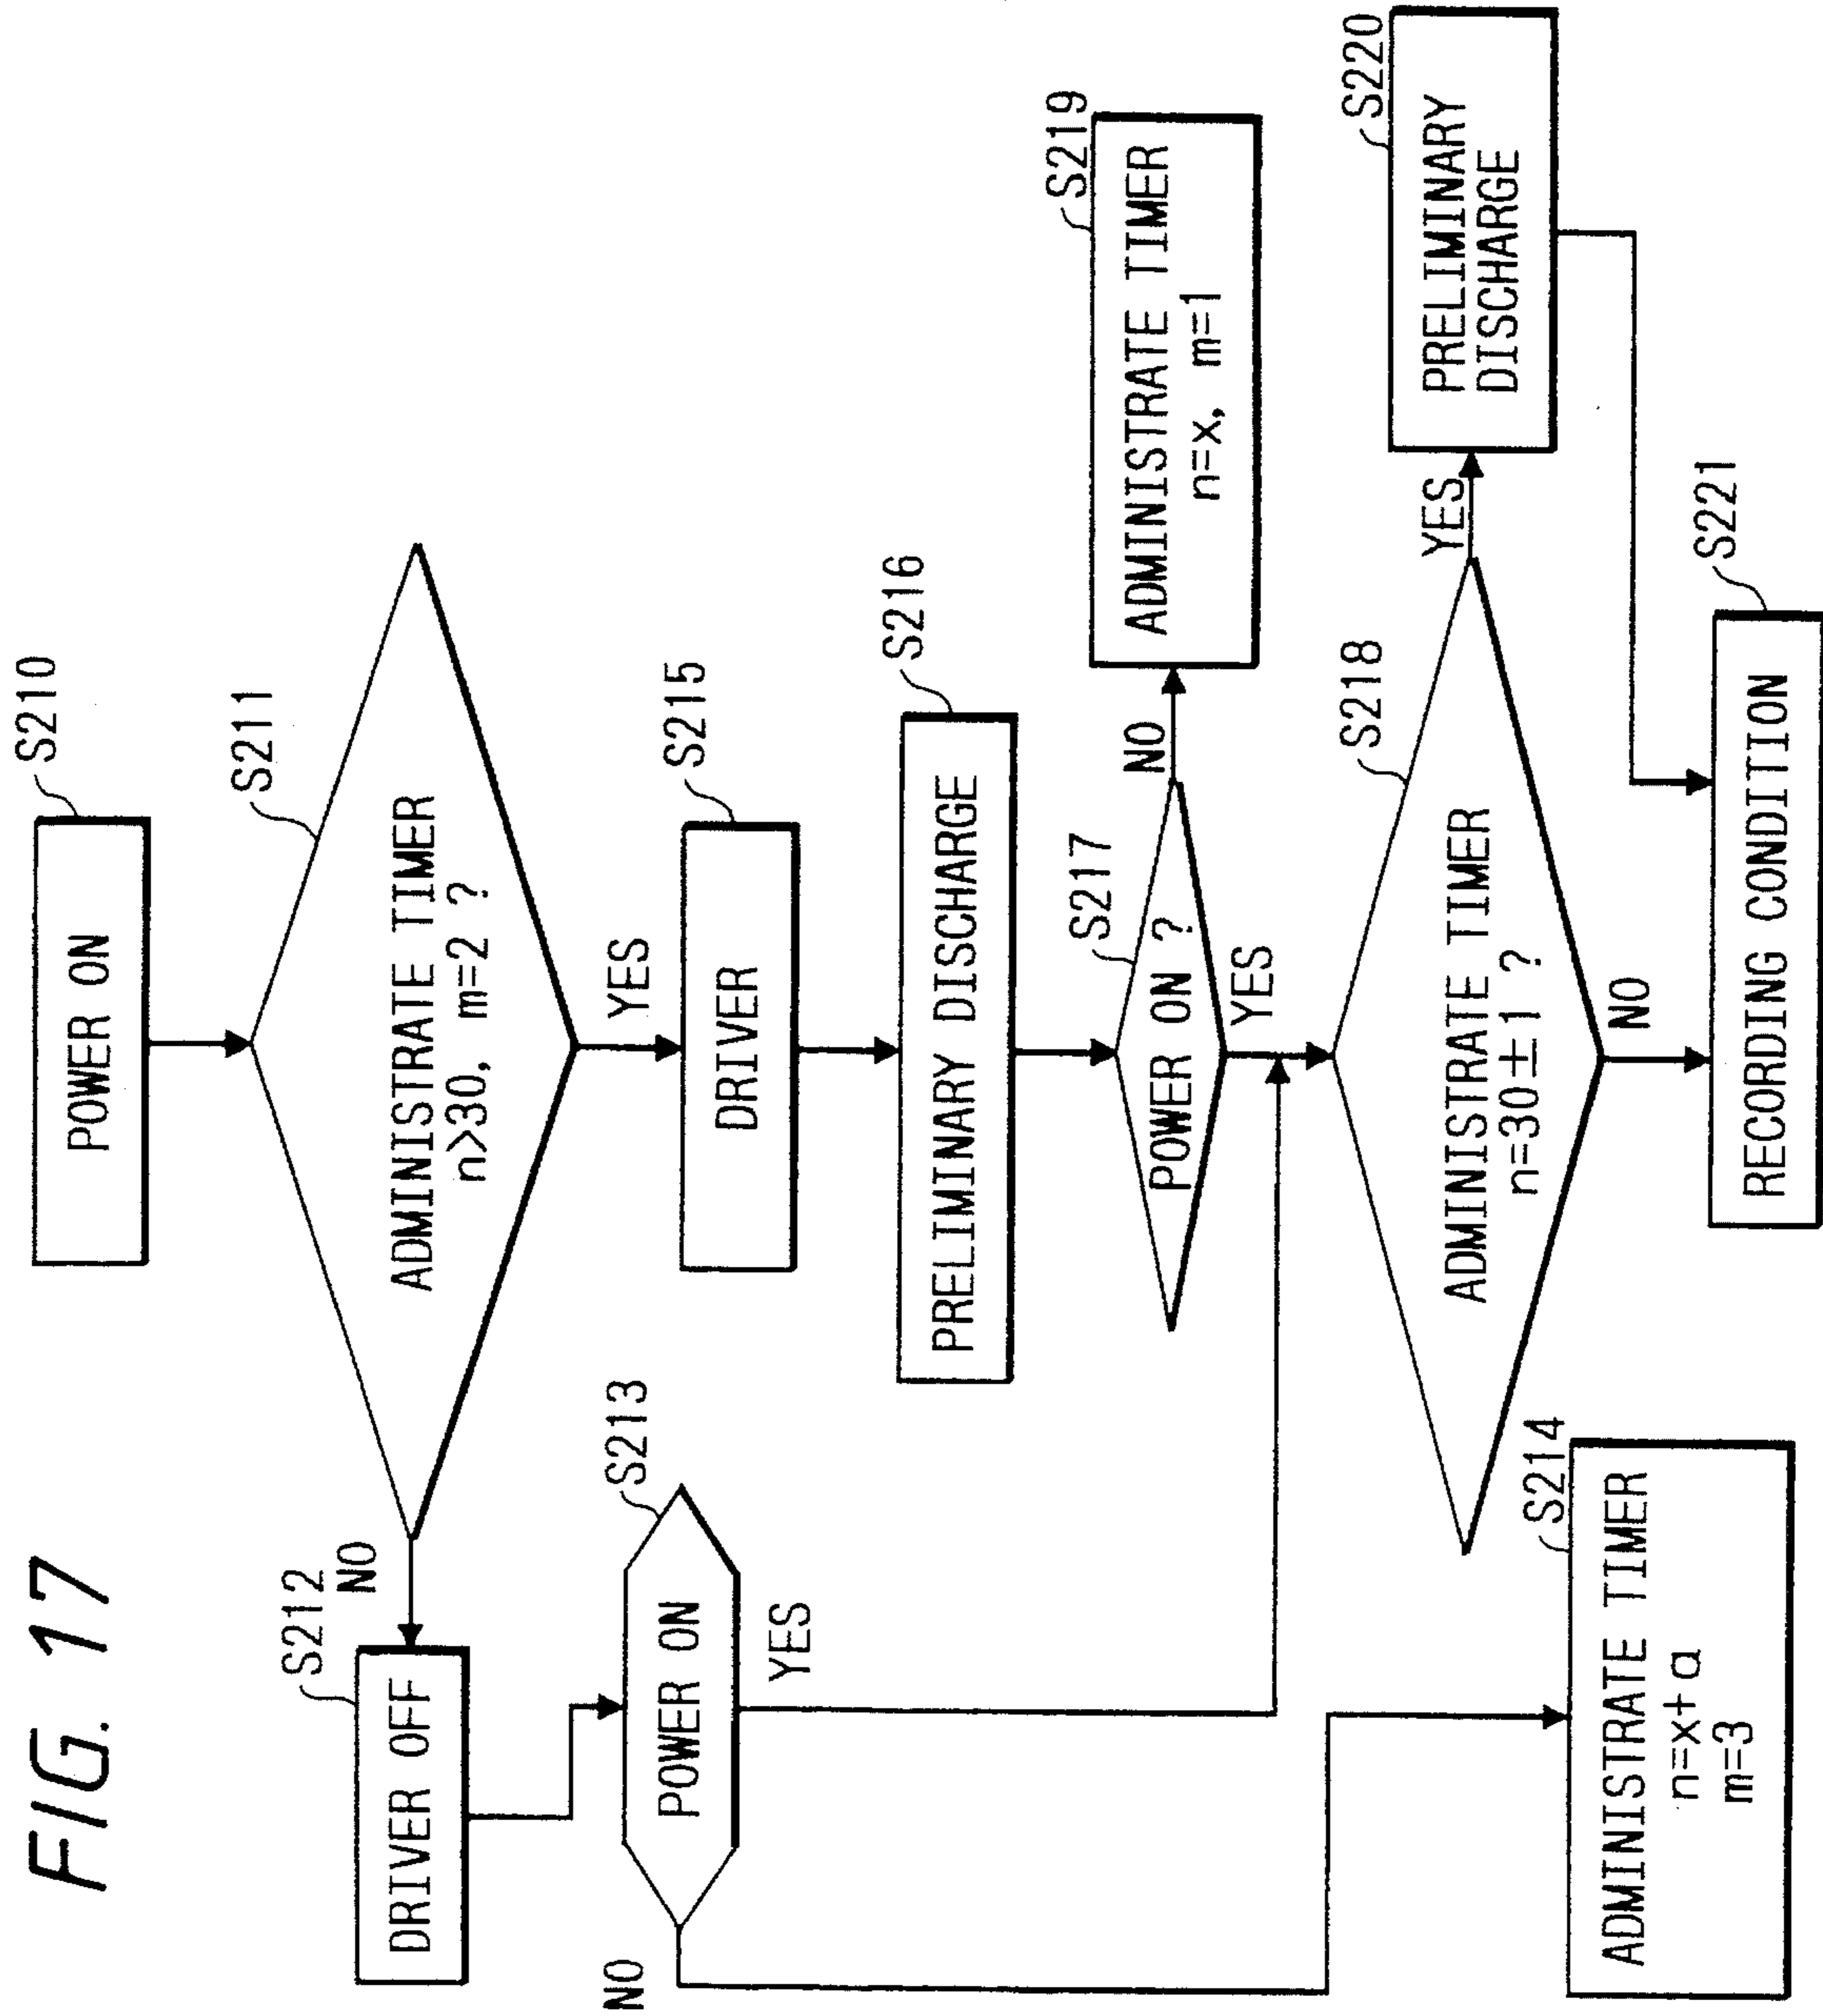 FIG. 17
S210
POWER ON
S211
ADMINISTRATE TIMER
n>30, m=2 ?
NO
YES
S212
DRIVER OFF
S213
POWER ON
YES
NO
S214
ADMINISTRATE TIMER
n=x+a
m=3
S215
DRIVER
S216
PRELIMINARY DISCHARGE
S217
POWER ON ?
NO
YES
S219
ADMINISTRATE TIMER
n=x, m=1
S218
ADMINISTRATE TIMER
n=30±1 ?
YES
NO
S220
PRELIMINARY
DISCHARGE
S221
RECORDING CONDITION